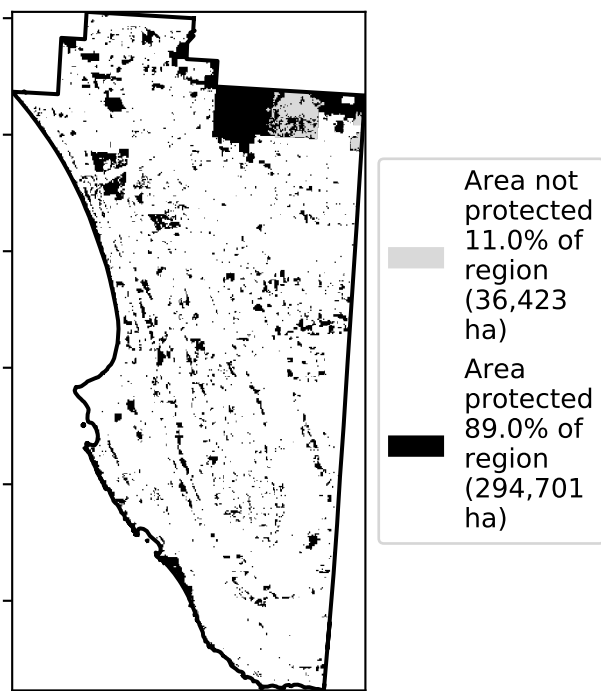 Area not
protected
11.0% of
region
(36,423
ha)
Area
protected
89.0% of
region
(294,701
ha)